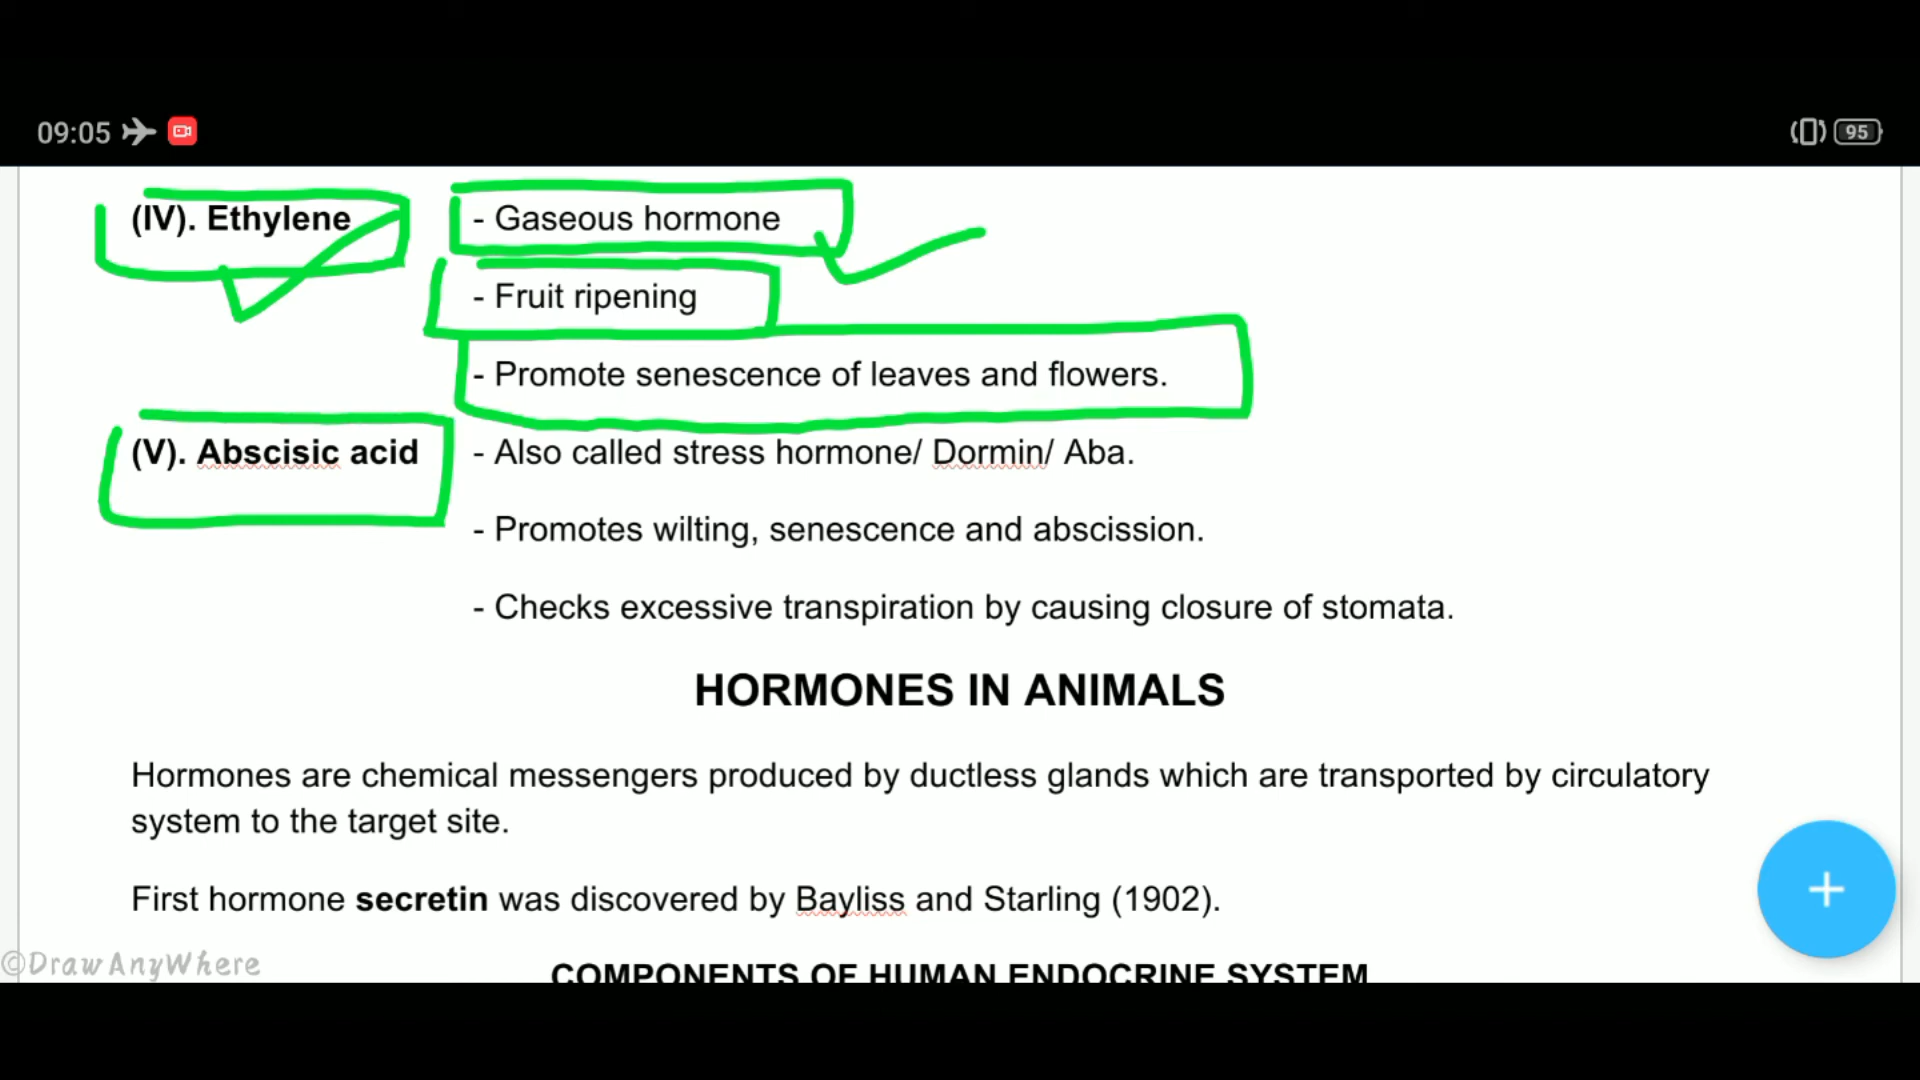 09:05
95
(IV). Ethylene - Gaseous hormone
- Fruit ripening
- Promote senescence of leaves and flowers.
(V). Abscisic acid - Also called stress hormone/ Dormin/ Aba.
- Promotes wilting, senescence and abscission.
- Checks excessive transpiration by causing closure of stomata.
HORMONES IN ANIMALS
Hormones are chemical messengers produced by ductless glands which are transported by circulatory
system to the target site.
First hormone secretin was discovered by Bayliss and Starling (1902).
©DrawAnyWhere
COMPONENTS OF HUMAN ENDOCRINE SYSTEM